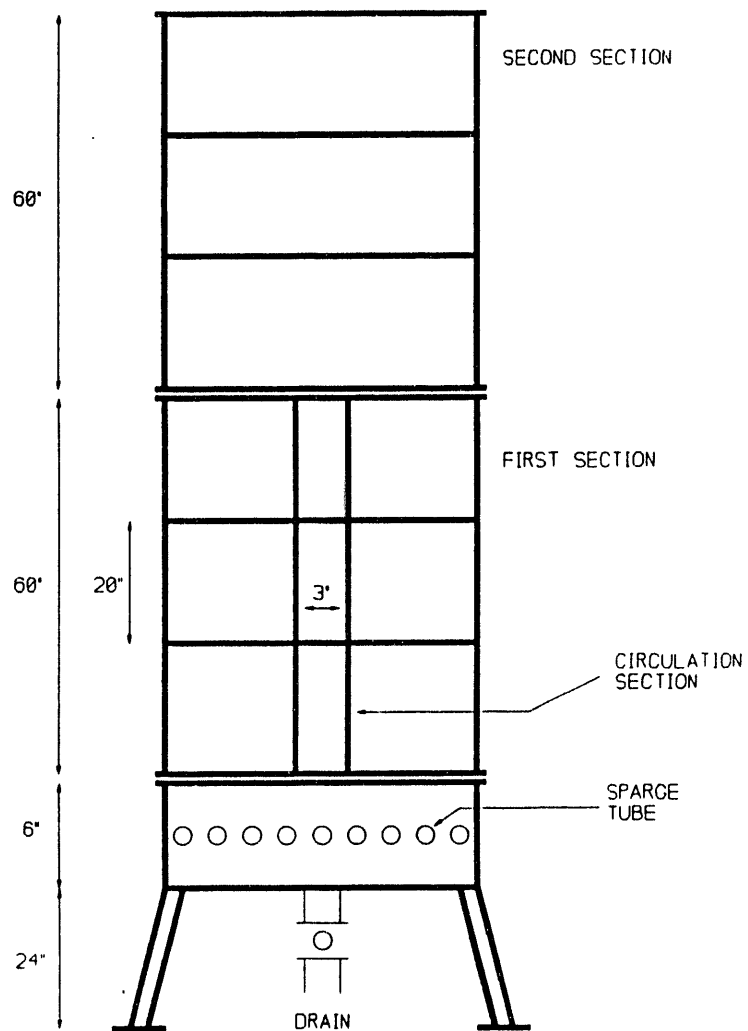 SECOND SECTION
60"
FIRST SECTION
60"
20"
3"
CIRCULATION
SECTION
SPARGE
TUBE
6"
24"
DRAIN